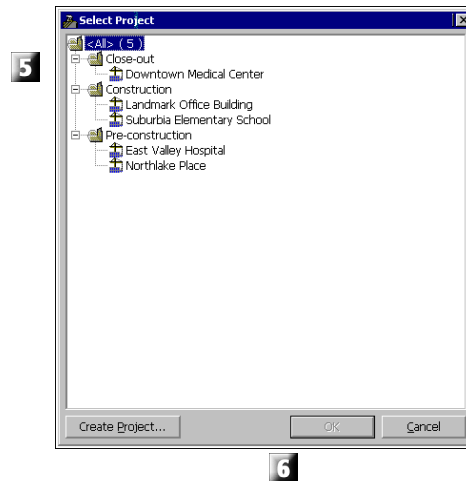 Select Project
<All> ( 5 )
5
Close-out
Downtown Medical Center
Construction
Landmark Office Building
Suburbia Elementary School
Pre-construction
East Valley Hospital
Northlake Place
Create Project... OK Cancel
6